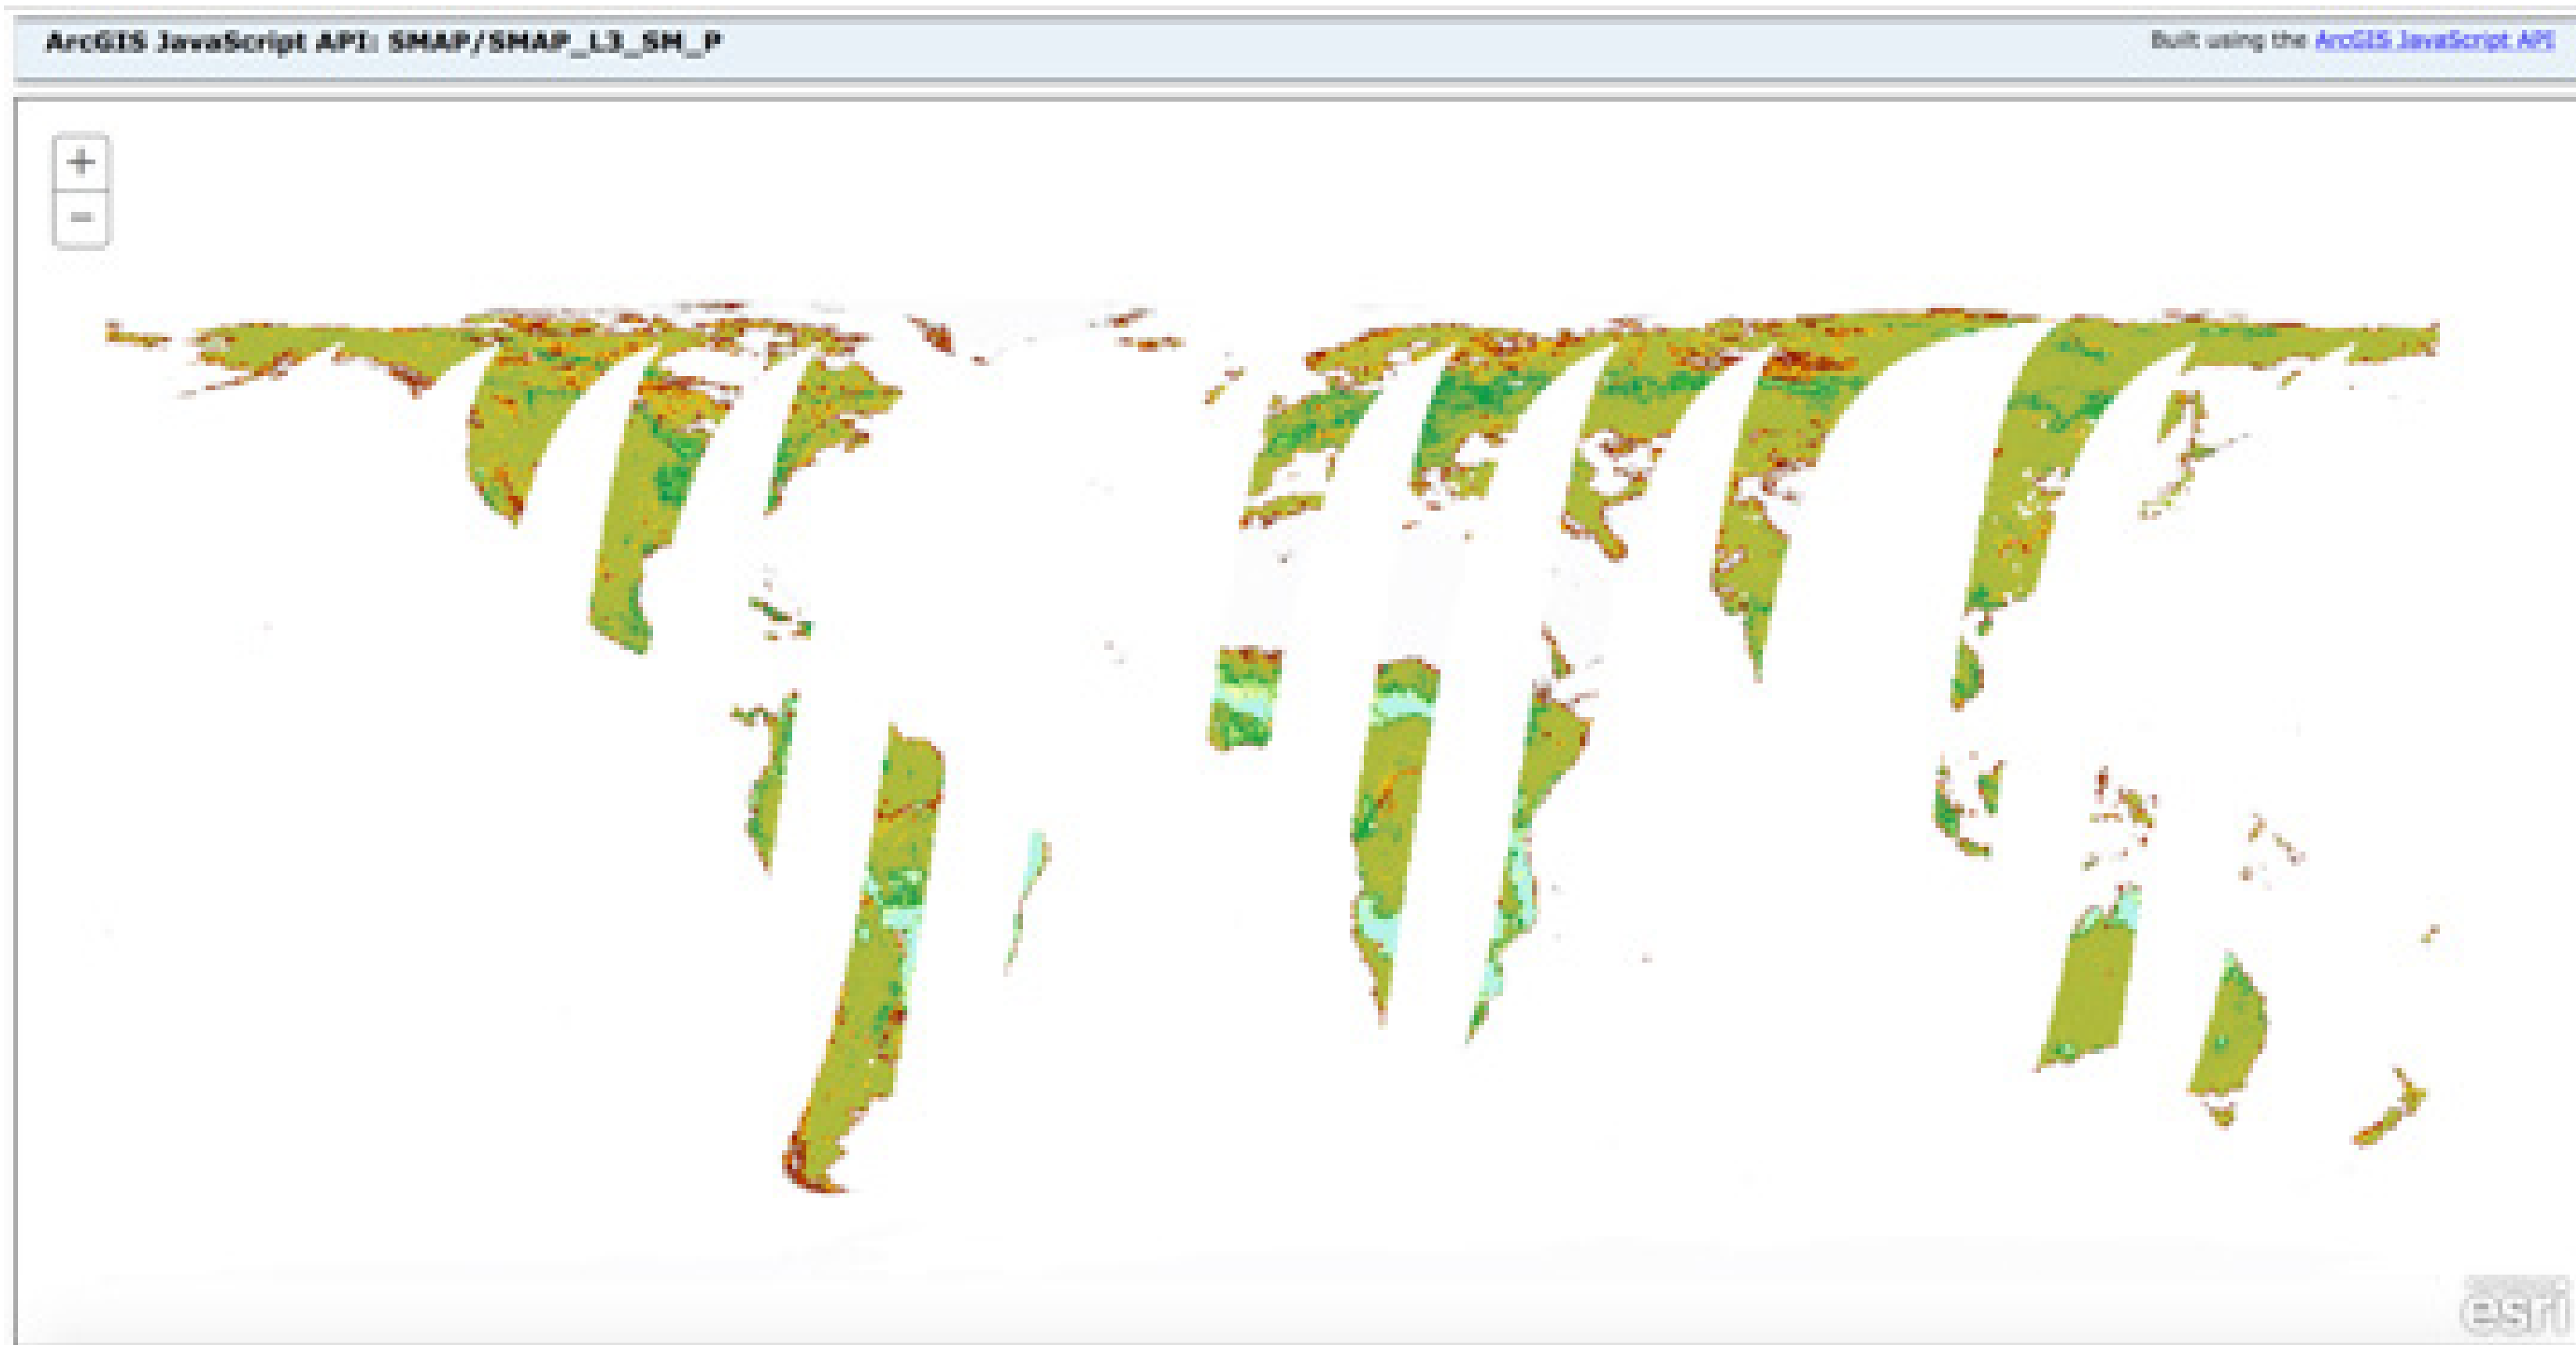 ArcGIS JavaScript API: SMAP/SMAP_L3_SM_P
Built using the ArcGIS JavaScript API
+
−
esri